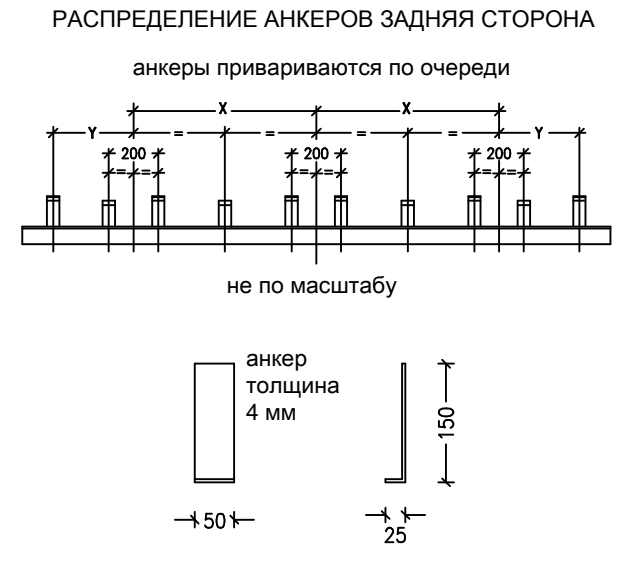 РАСПРЕДЕЛЕНИЕ АНКЕРОВ ЗАДНЯЯ СТОРОНА
анкеры привариваются по очереди
X X
Y = = = = Y
200 200 200
= = = = = =
не по масштабу
анкер
толщина
4 мм
150
50
25